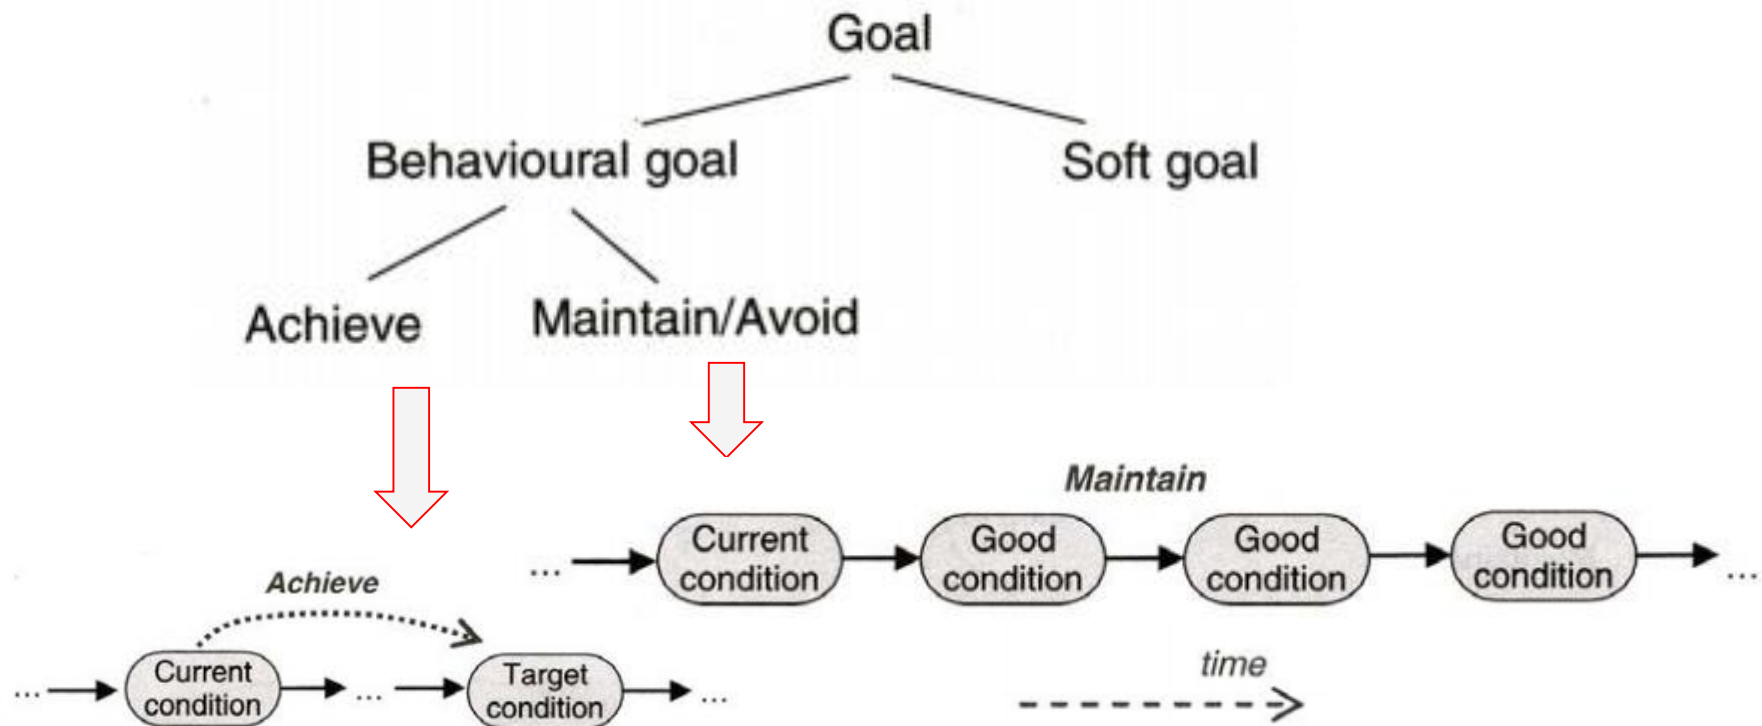 Goal
Behavioural goal
Soft goal
Achieve
Maintain/Avoid
Maintain
...
Current
condition
Good
condition
Good
condition
Good
condition
...
Achieve
time
...
Current
condition
...
Target
condition
...